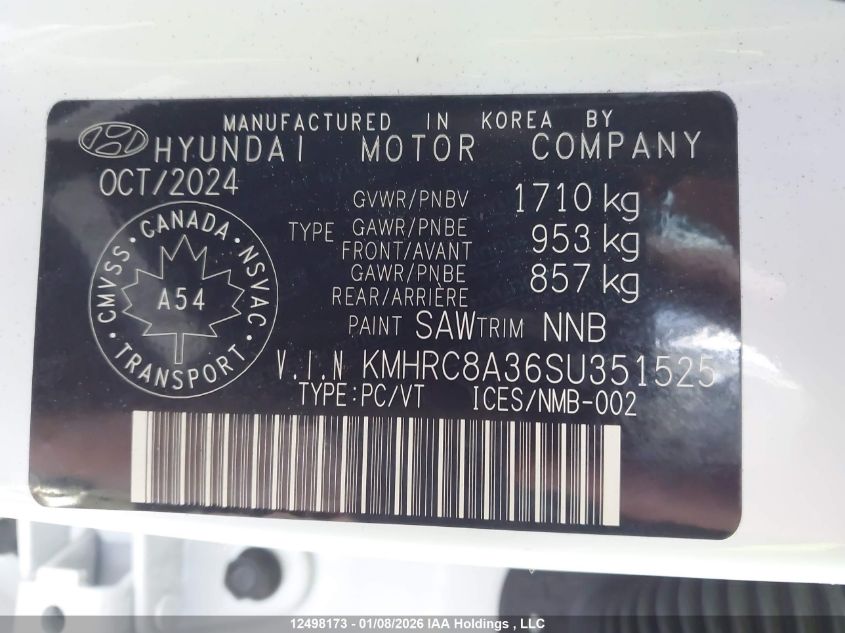 MANUFACTURED IN KOREA BY
HYUNDAI MOTOR COMPANY
OCT/2024
GVWR/PNBV 1710 kg
TYPE GAWR/PNBE FRONT/AVANT 953 kg
GAWR/PNBE REAR/ARRIÈRE 857 kg
PAINT SAW TRIM NNB
V.I.N KMHRC8A36SU351525
TYPE:PC/VT ICES/NMB-002
CMVSS · CANADA · NSVAC · TRANSPORT ·
A54
12498173 - 01/08/2026 IAA Holdings , LLC